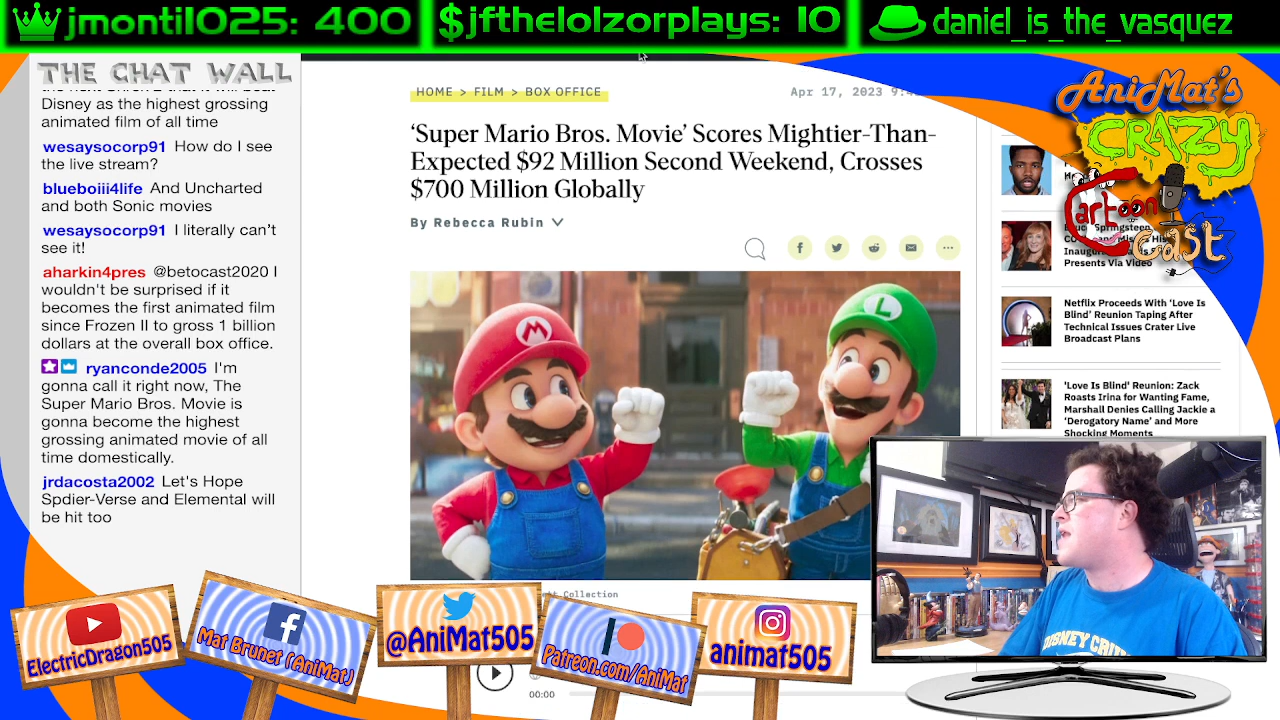 jmonti1025: 400
$jfthelolzorplays: 10
daniel_is_the_vasquez
THE CHAT WALL
Disney as the highest grossing
animated film of all time
wesaysocorp91 How do I see
the live stream?
blueboiii4life And Uncharted
and both Sonic movies
wesaysocorp91 I literally can't
see it!
aharkin4pres @betocast2020 I
wouldn't be surprised if it
becomes the first animated film
since Frozen II to gross 1 billion
dollars at the overall box office.
ryanconde2005 I'm
gonna call it right now, The
Super Mario Bros. Movie is
gonna become the highest
grossing animated movie of all
time domestically.
jrdacosta2002 Let's Hope
Spdier-Verse and Elemental will
be hit too
HOME > FILM > BOX OFFICE
Apr 17, 2023
'Super Mario Bros. Movie' Scores Mightier-Than-
Expected $92 Million Second Weekend, Crosses
$700 Million Globally
By Rebecca Rubin
M
L
Collection
00:00
AniMat's
CRAZY
Cartoon
Cast
Springsteen
Presents Via Video
Netflix Proceeds With 'Love Is
Blind' Reunion Taping After
Technical Issues Crater Live
Broadcast Plans
'Love Is Blind' Reunion: Zack
Roasts Irina for Wanting Fame,
Marshall Denies Calling Jackie a
'Derogatory Name' and More
Shocking Moments
ElectricDragon505
Mat Brunet (AniMat)
@AniMat505
Patreon.com/AniMat
animat505
DISNEY